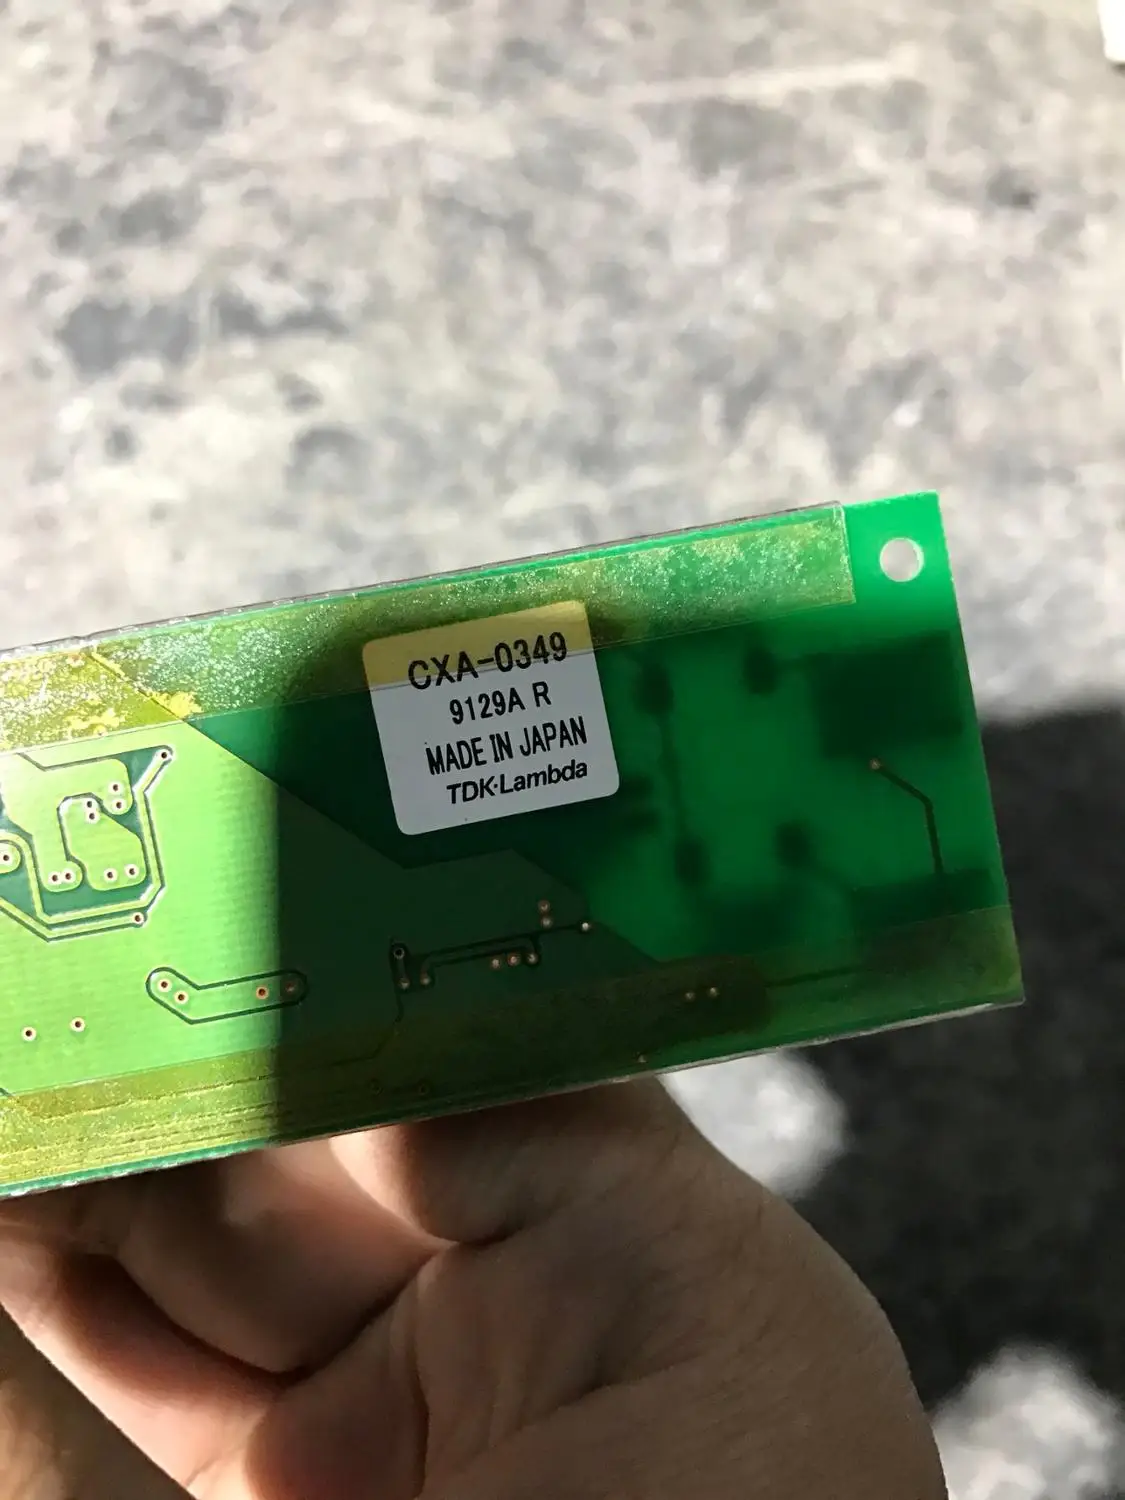 CXA-0349
9129A R
MADE IN JAPAN
TDK·Lambda